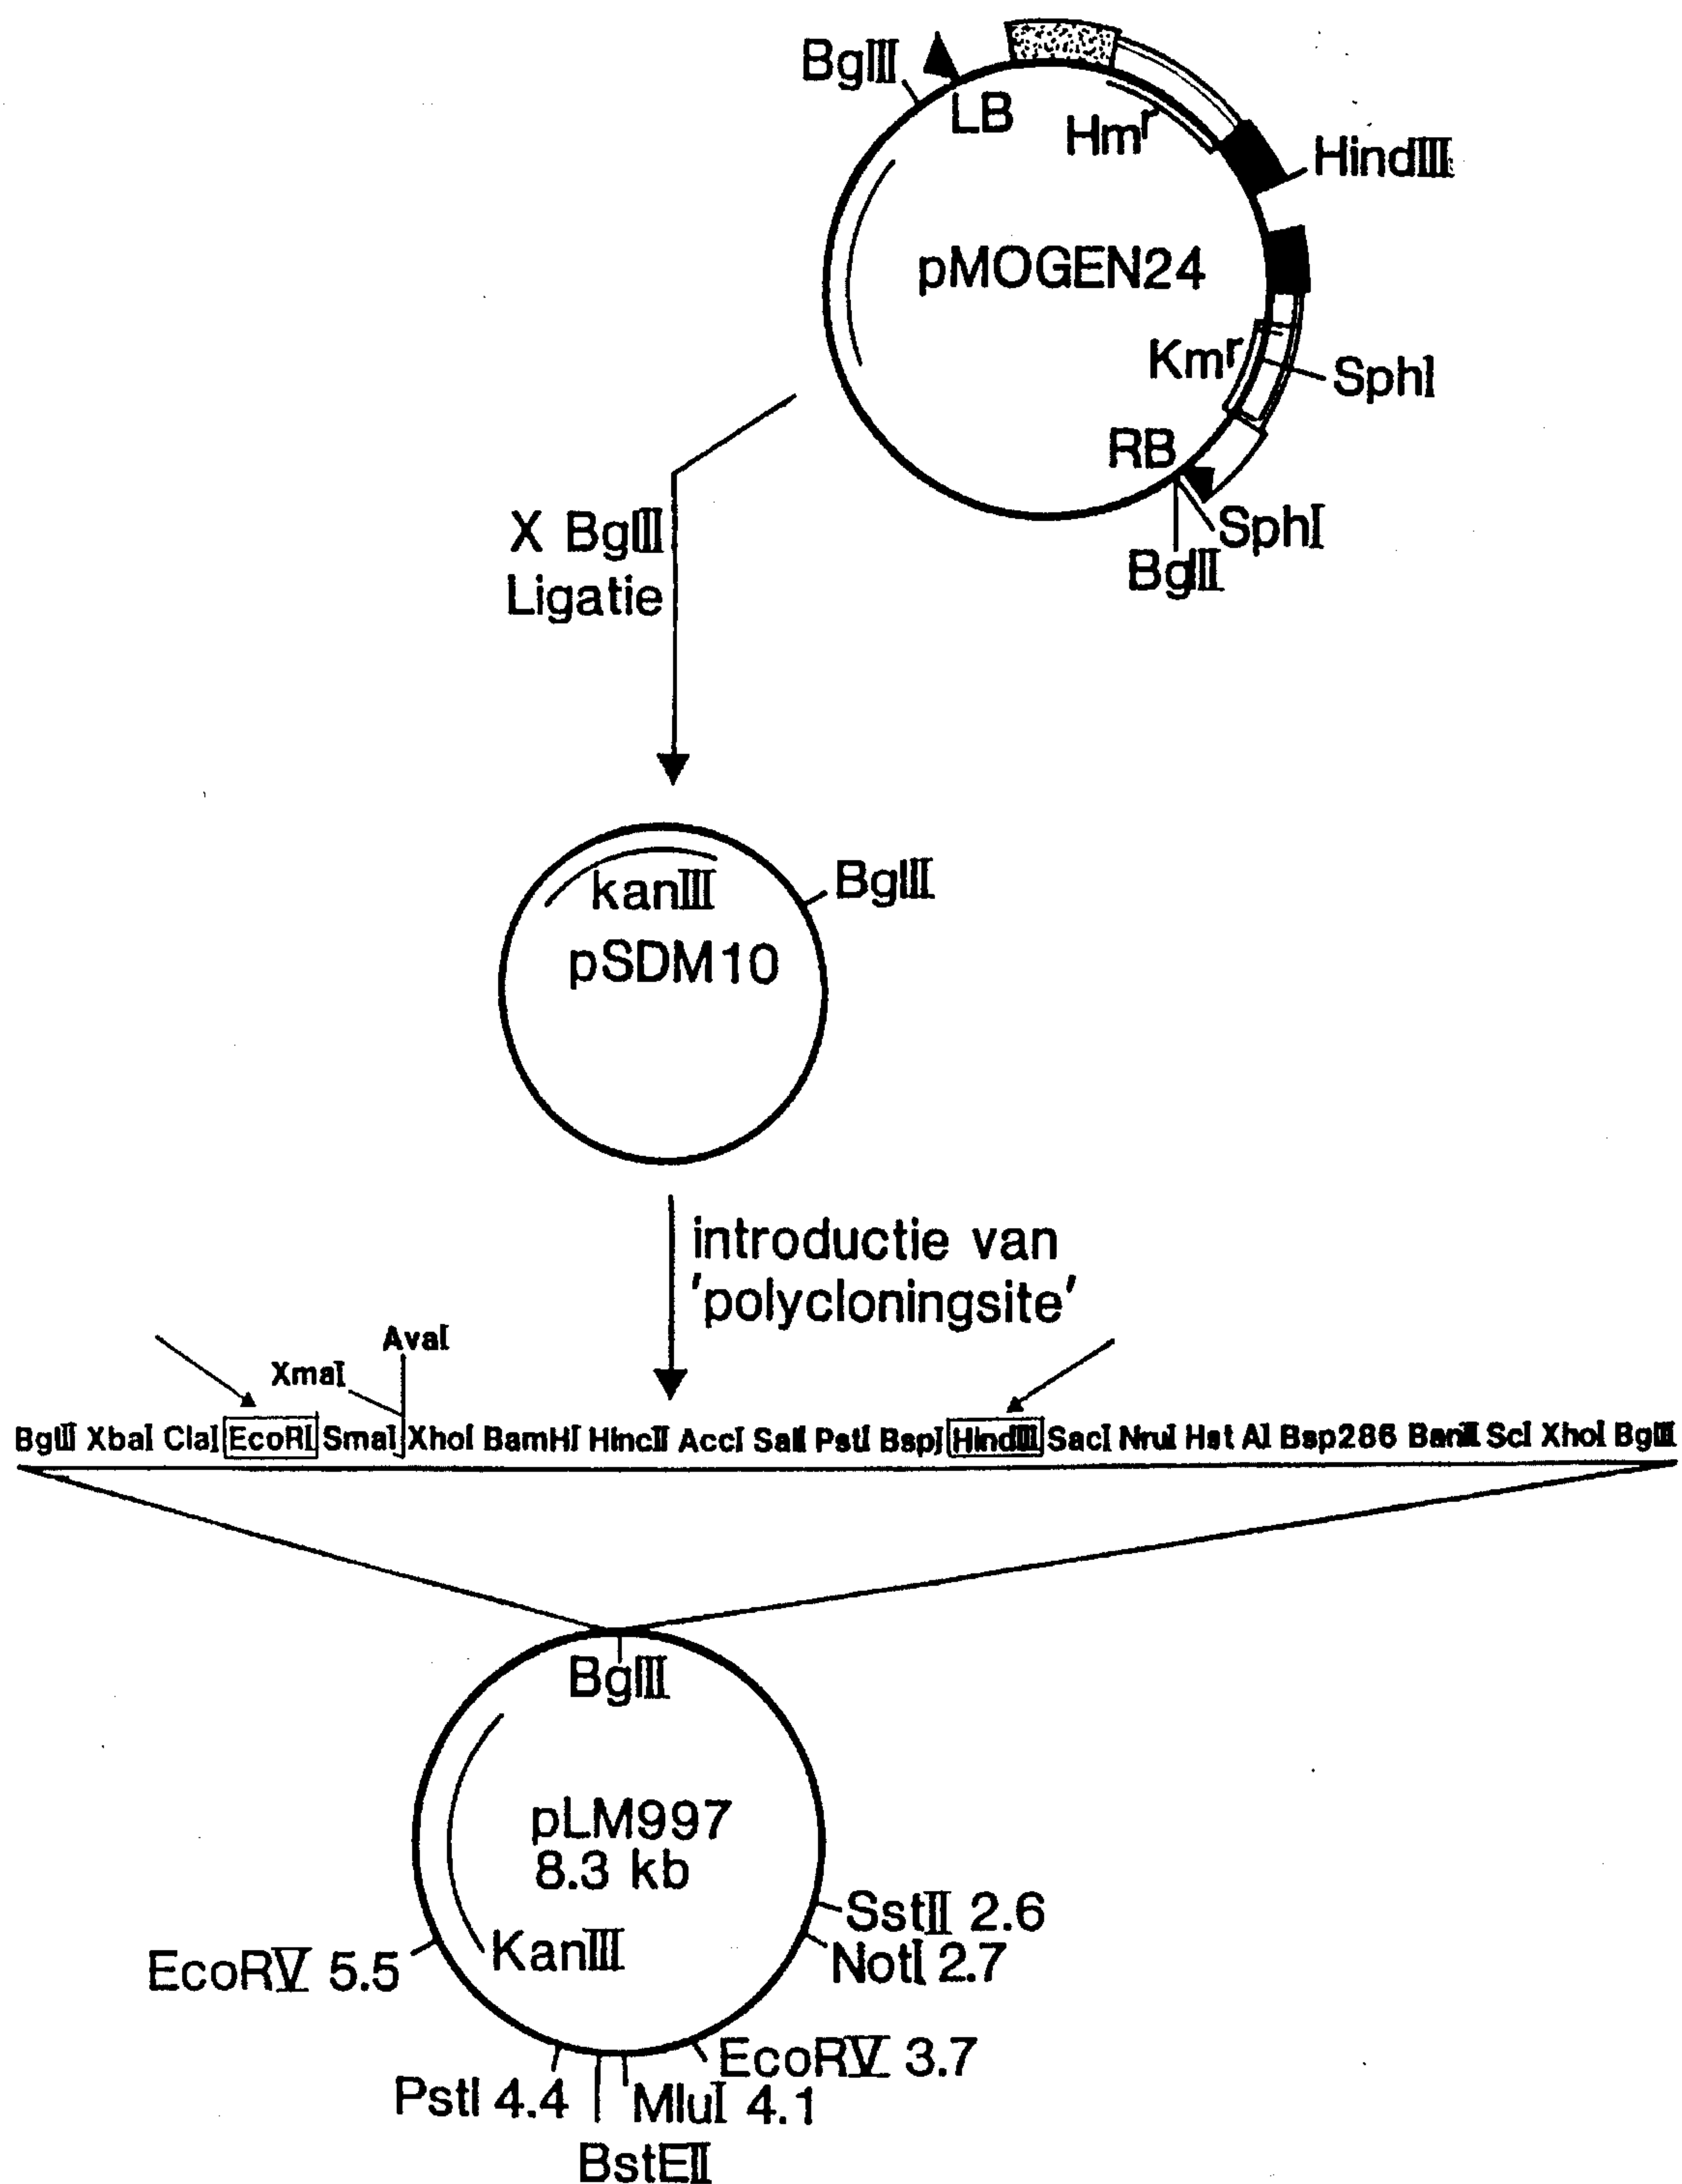 BglII
LB
Hmʳ
HindIII
pMOGEN24
Kmʳ
SphI
RB
SphI
BglII
X BglII
Ligatie
kanIII
BglII
pSDM10
introductie van
'polycloningsite'
AvaI
XmaI
BglII XbaI ClaI EcoRI SmaI XhoI BamHI HincII AccI SalI PstI BspI HindIII SacI NruI Hst AI Bsp286 BanII ScI XhoI BglII
BglII
pLM997
8.3 kb
SstII 2.6
KanIII
NotI 2.7
EcoRV 5.5
EcoRV 3.7
PstI 4.4
MluI 4.1
BstEII